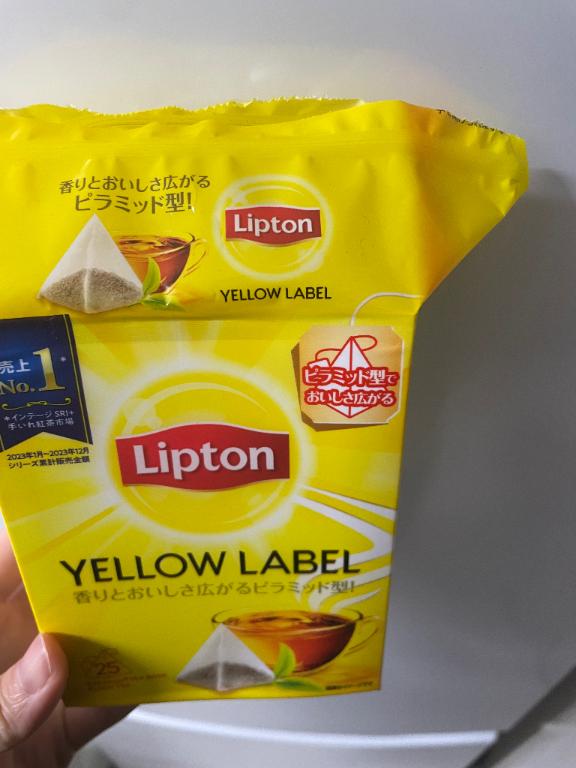 香りとおいしさ広がる
ピラミッド型!
Lipton
YELLOW LABEL
売上
No.1*
*インテージ SRI+
手いれ紅茶市場
2023年1月~2023年12月
シリーズ累計販売金額
ピラミッド型で
おいしさ広がる
Lipton
YELLOW LABEL
香りとおいしさ広がるピラミッド型!
25